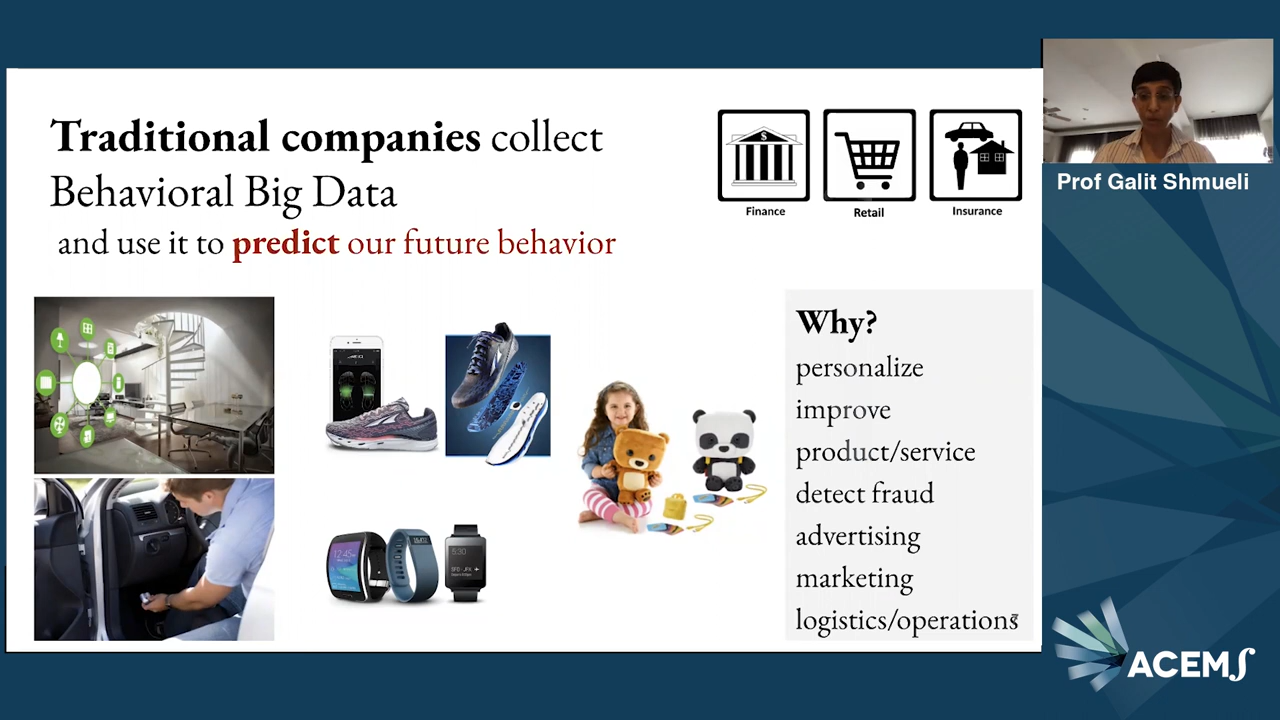 Traditional companies collect
Behavioral Big Data
and use it to predict our future behavior
Finance
Retail
Insurance
Prof Galit Shmueli
Why?
personalize
improve
product/service
detect fraud
advertising
marketing
logistics/operations
ACEMS